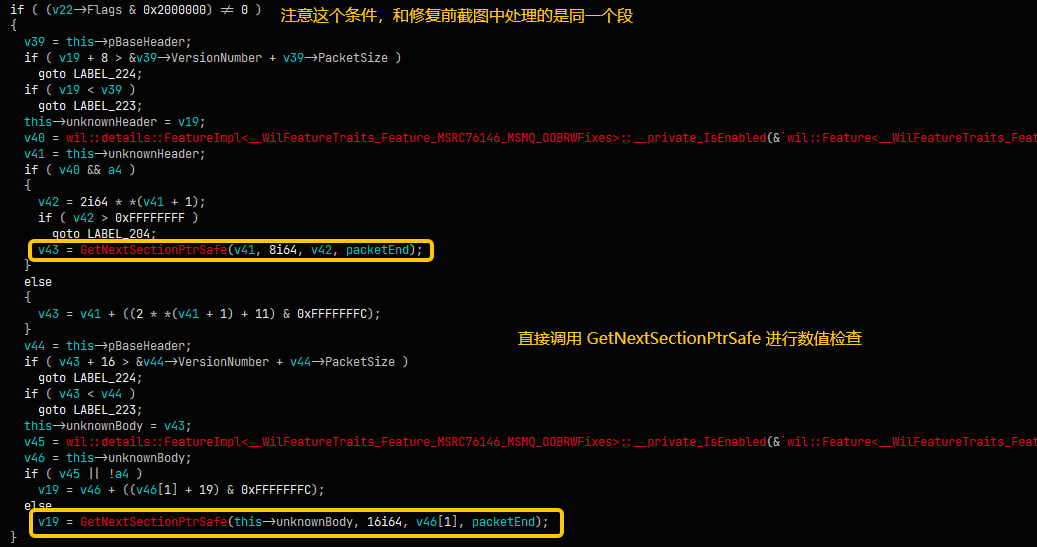 if ( (v22→Flags & 0x2000000) ≠ 0 ) 注意这个条件，和修复前截图中处理的是同一个段
{
v39 = this→pBaseHeader;
if ( v19 + 8 > &v39→VersionNumber + v39→PacketSize )
goto LABEL_224;
if ( v19 < v39 )
goto LABEL_223;
this→unknownHeader = v19;
v40 = wil::details::FeatureImpl<__WilFeatureTraits_Feature_MSRC76146_MSMQ_OOBRWFixes>::__private_IsEnabled(&`wil::Feature<__WilFeatureTraits_Feat
v41 = this→unknownHeader;
if ( v40 && a4 )
{
v42 = 2i64 * *(v41 + 1);
if ( v42 > 0xFFFFFFFF )
goto LABEL_204;
v43 = GetNextSectionPtrSafe(v41, 8i64, v42, packetEnd);
}
else
{
v43 = v41 + ((2 * *(v41 + 1) + 11) & 0xFFFFFFFC);
}
直接调用 GetNextSectionPtrSafe 进行数值检查
v44 = this→pBaseHeader;
if ( v43 + 16 > &v44→VersionNumber + v44→PacketSize )
goto LABEL_224;
if ( v43 < v44 )
goto LABEL_223;
this→unknownBody = v43;
v45 = wil::details::FeatureImpl<__WilFeatureTraits_Feature_MSRC76146_MSMQ_OOBRWFixes>::__private_IsEnabled(&`wil::Feature<__WilFeatureTraits_Feat
v46 = this→unknownBody;
if ( v45 || !a4 )
v19 = v46 + ((v46[1] + 19) & 0xFFFFFFFC);
else
v19 = GetNextSectionPtrSafe(this→unknownBody, 16i64, v46[1], packetEnd);
}